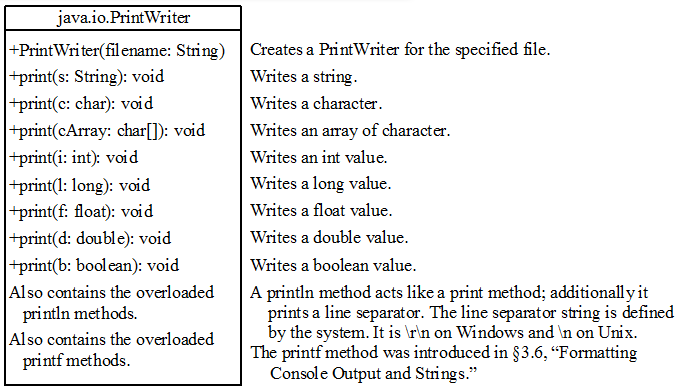 java.io.PrintWriter
+PrintWriter(filename: String) Creates a PrintWriter for the specified file.
+print(s: String): void Writes a string.
+print(c: char): void Writes a character.
+print(cArray: char[]): void Writes an array of character.
+print(i: int): void Writes an int value.
+print(l: long): void Writes a long value.
+print(f: float): void Writes a float value.
+print(d: double): void Writes a double value.
+print(b: boolean): void Writes a boolean value.
Also contains the overloaded
println methods.
Also contains the overloaded
printf methods.
A println method acts like a print method; additionally it
prints a line separator. The line separator string is defined
by the system. It is \r\n on Windows and \n on Unix.
The printf method was introduced in §3.6, “Formatting
Console Output and Strings.”